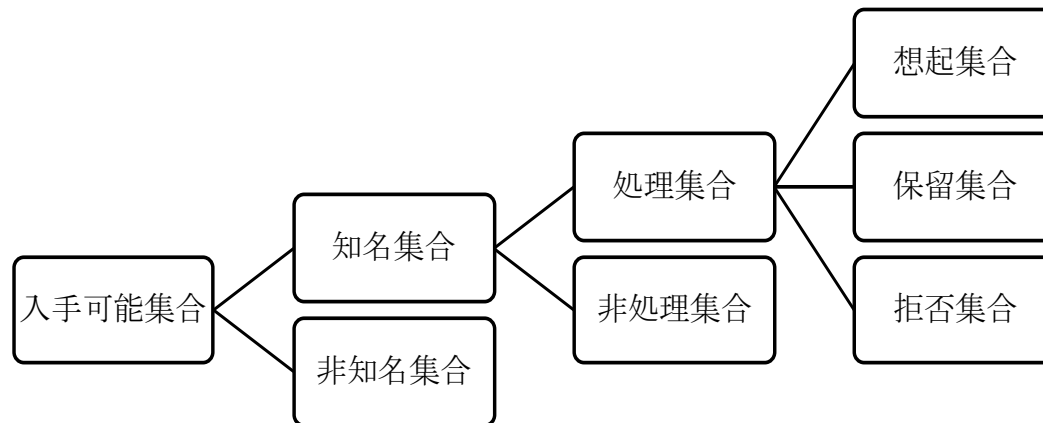 入手可能集合
知名集合
非知名集合
処理集合
非処理集合
想起集合
保留集合
拒否集合